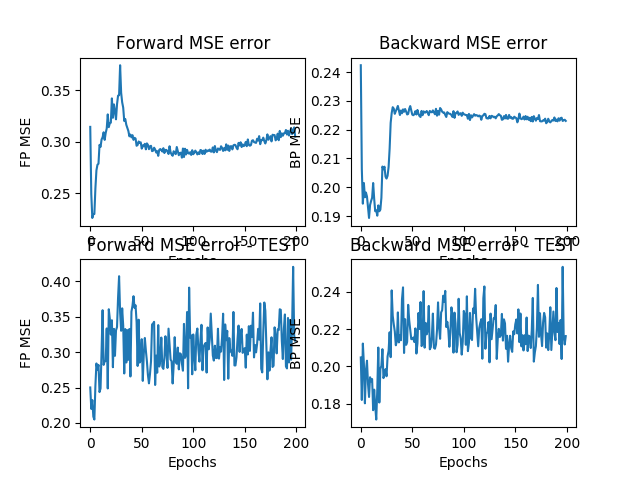 Forward MSE error
Backward MSE error
FP MSE
0.35
0.30
0.25
0 50 100 150 200
Epochs
BP MSE
0.24
0.23
0.22
0.21
0.20
0.19
0 50 100 150 200
Epochs
Forward MSE error - TEST
Backward MSE error - TEST
FP MSE
0.40
0.35
0.30
0.25
0.20
0 50 100 150 200
Epochs
BP MSE
0.24
0.22
0.20
0.18
0 50 100 150 200
Epochs